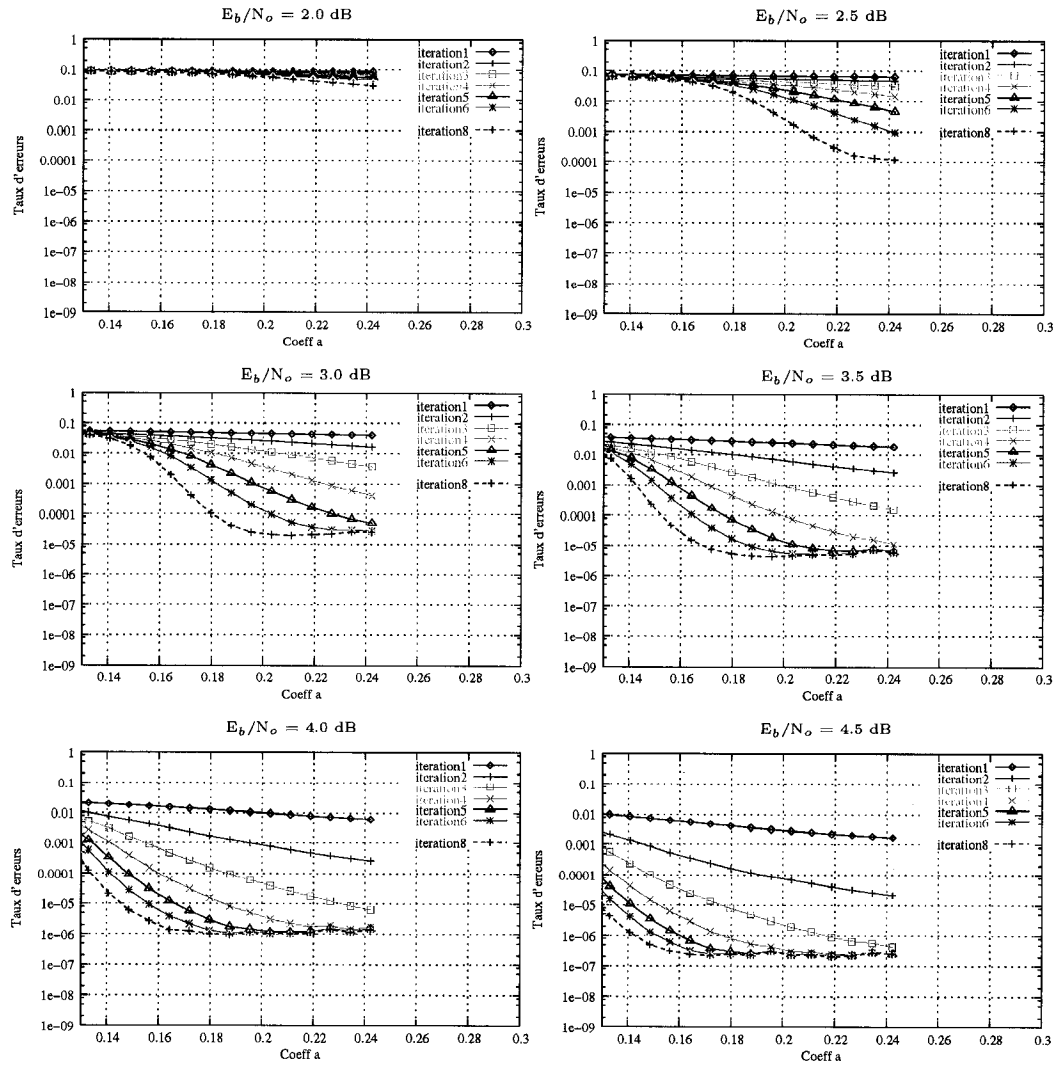 E_b/N_o = 2.0 dB
Taux d'erreurs
1
0.1
0.01
0.001
0.0001
1e−05
1e−06
1e−07
1e−08
1e−09
iteration1
iteration2
iteration3
iteration4
iteration5
iteration6
iteration8
0.14 0.16 0.18 0.2 0.22 0.24 0.26 0.28 0.3
Coeff a
E_b/N_o = 2.5 dB
Taux d'erreurs
1
0.1
0.01
0.001
0.0001
1e−05
1e−06
1e−07
1e−08
1e−09
iteration1
iteration2
iteration3
iteration4
iteration5
iteration6
iteration8
0.14 0.16 0.18 0.2 0.22 0.24 0.26 0.28 0.3
Coeff a
E_b/N_o = 3.0 dB
Taux d'erreurs
1
0.1
0.01
0.001
0.0001
1e−05
1e−06
1e−07
1e−08
1e−09
iteration1
iteration2
iteration3
iteration4
iteration5
iteration6
iteration8
0.14 0.16 0.18 0.2 0.22 0.24 0.26 0.28 0.3
Coeff a
E_b/N_o = 3.5 dB
Taux d'erreurs
1
0.1
0.01
0.001
0.0001
1e−05
1e−06
1e−07
1e−08
1e−09
iteration1
iteration2
iteration3
iteration4
iteration5
iteration6
iteration8
0.14 0.16 0.18 0.2 0.22 0.24 0.26 0.28 0.3
Coeff a
E_b/N_o = 4.0 dB
Taux d'erreurs
1
0.1
0.01
0.001
0.0001
1e−05
1e−06
1e−07
1e−08
1e−09
iteration1
iteration2
iteration3
iteration4
iteration5
iteration6
iteration8
0.14 0.16 0.18 0.2 0.22 0.24 0.26 0.28 0.3
Coeff a
E_b/N_o = 4.5 dB
Taux d'erreurs
1
0.1
0.01
0.001
0.0001
1e−05
1e−06
1e−07
1e−08
1e−09
iteration1
iteration2
iteration3
iteration4
iteration5
iteration6
iteration8
0.14 0.16 0.18 0.2 0.22 0.24 0.26 0.28 0.3
Coeff a